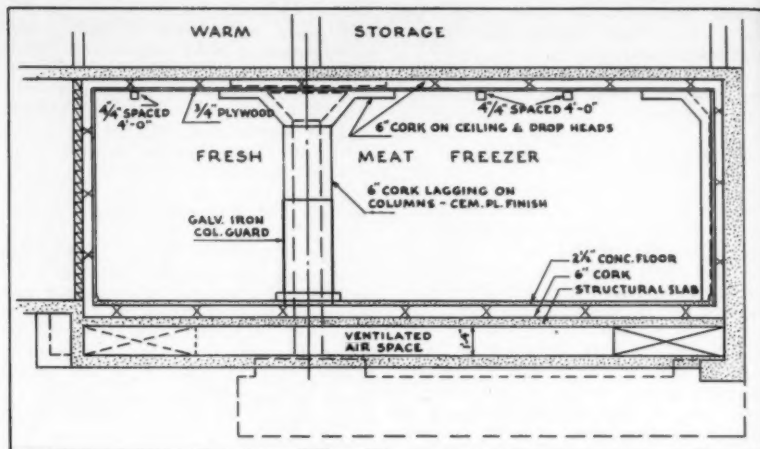 WARM STORAGE
4"/4" SPACED
4'-0"
3/4" PLYWOOD
4"/4" SPACED 4'-0"
6" CORK ON CEILING & DROP HEADS
FRESH MEAT FREEZER
6" CORK LAGGING ON
COLUMNS - CEM. PL. FINISH
GALV. IRON
COL. GUARD
2½" CONC. FLOOR
6" CORK
STRUCTURAL SLAB
VENTILATED
AIR SPACE